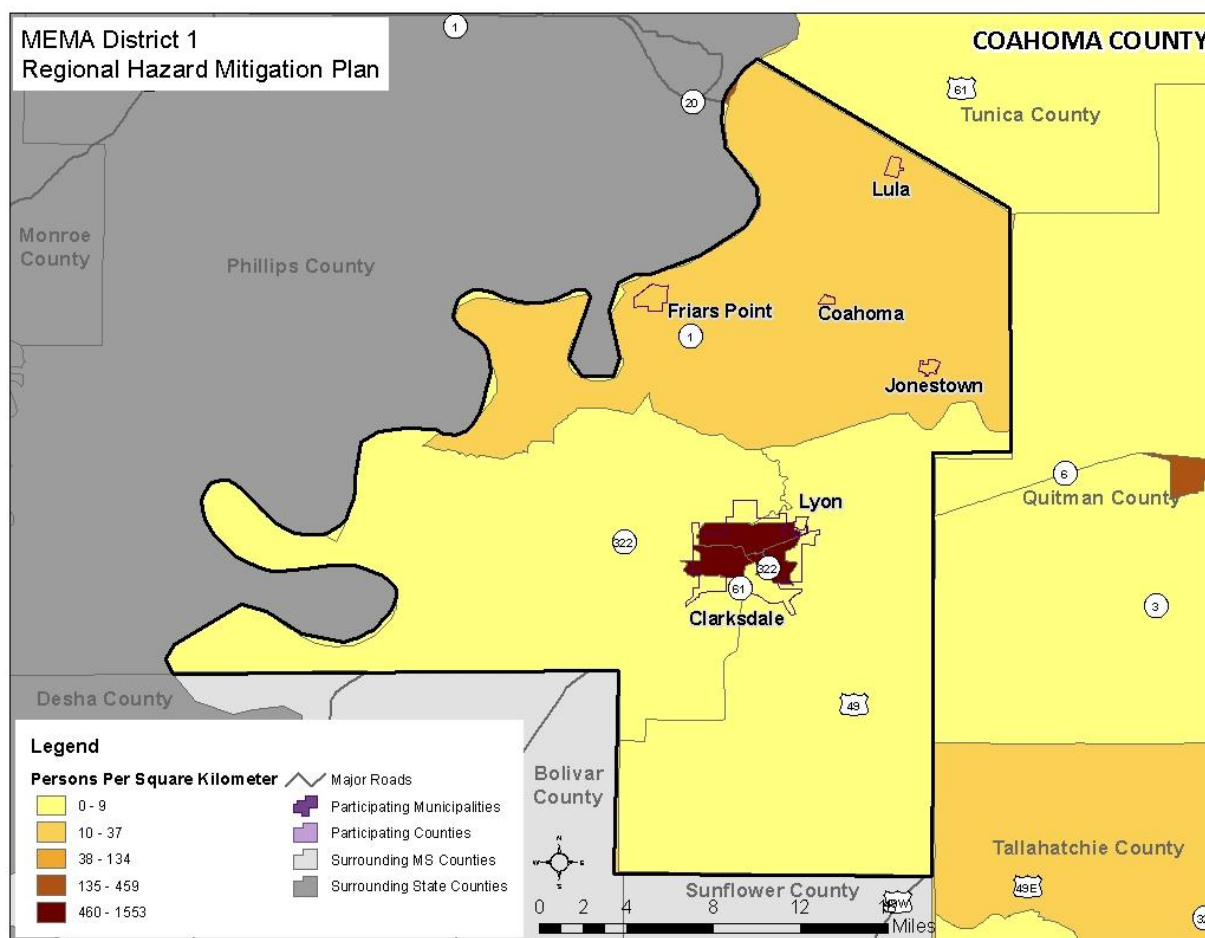 MEMA District 1
Regional Hazard Mitigation Plan
COAHOMA COUNTY
1
61
20
Tunica County
Lula
Monroe
County
Phillips County
Friars Point
Coahoma
1
Jonestown
6
Quitman County
Lyon
322
322
61
3
Clarksdale
Desha County
49
Bolivar
County
Tallahatchie County
49E
Sunflower County
Legend
Persons Per Square Kilometer
0 - 9
10 - 37
38 - 134
135 - 459
460 - 1553
Major Roads
Participating Municipalities
Participating Counties
Surrounding MS Counties
Surrounding State Counties
N
W E
S
0 2 4 8 12
Miles